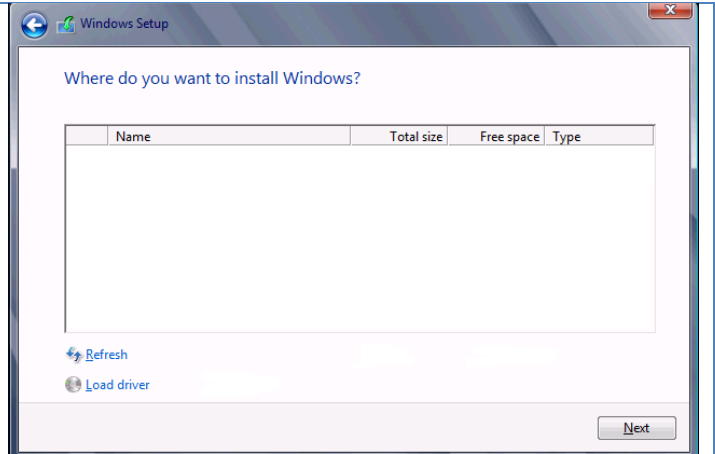 Windows Setup
Where do you want to install Windows?
Name Total size Free space Type
Refresh
Load driver
Next